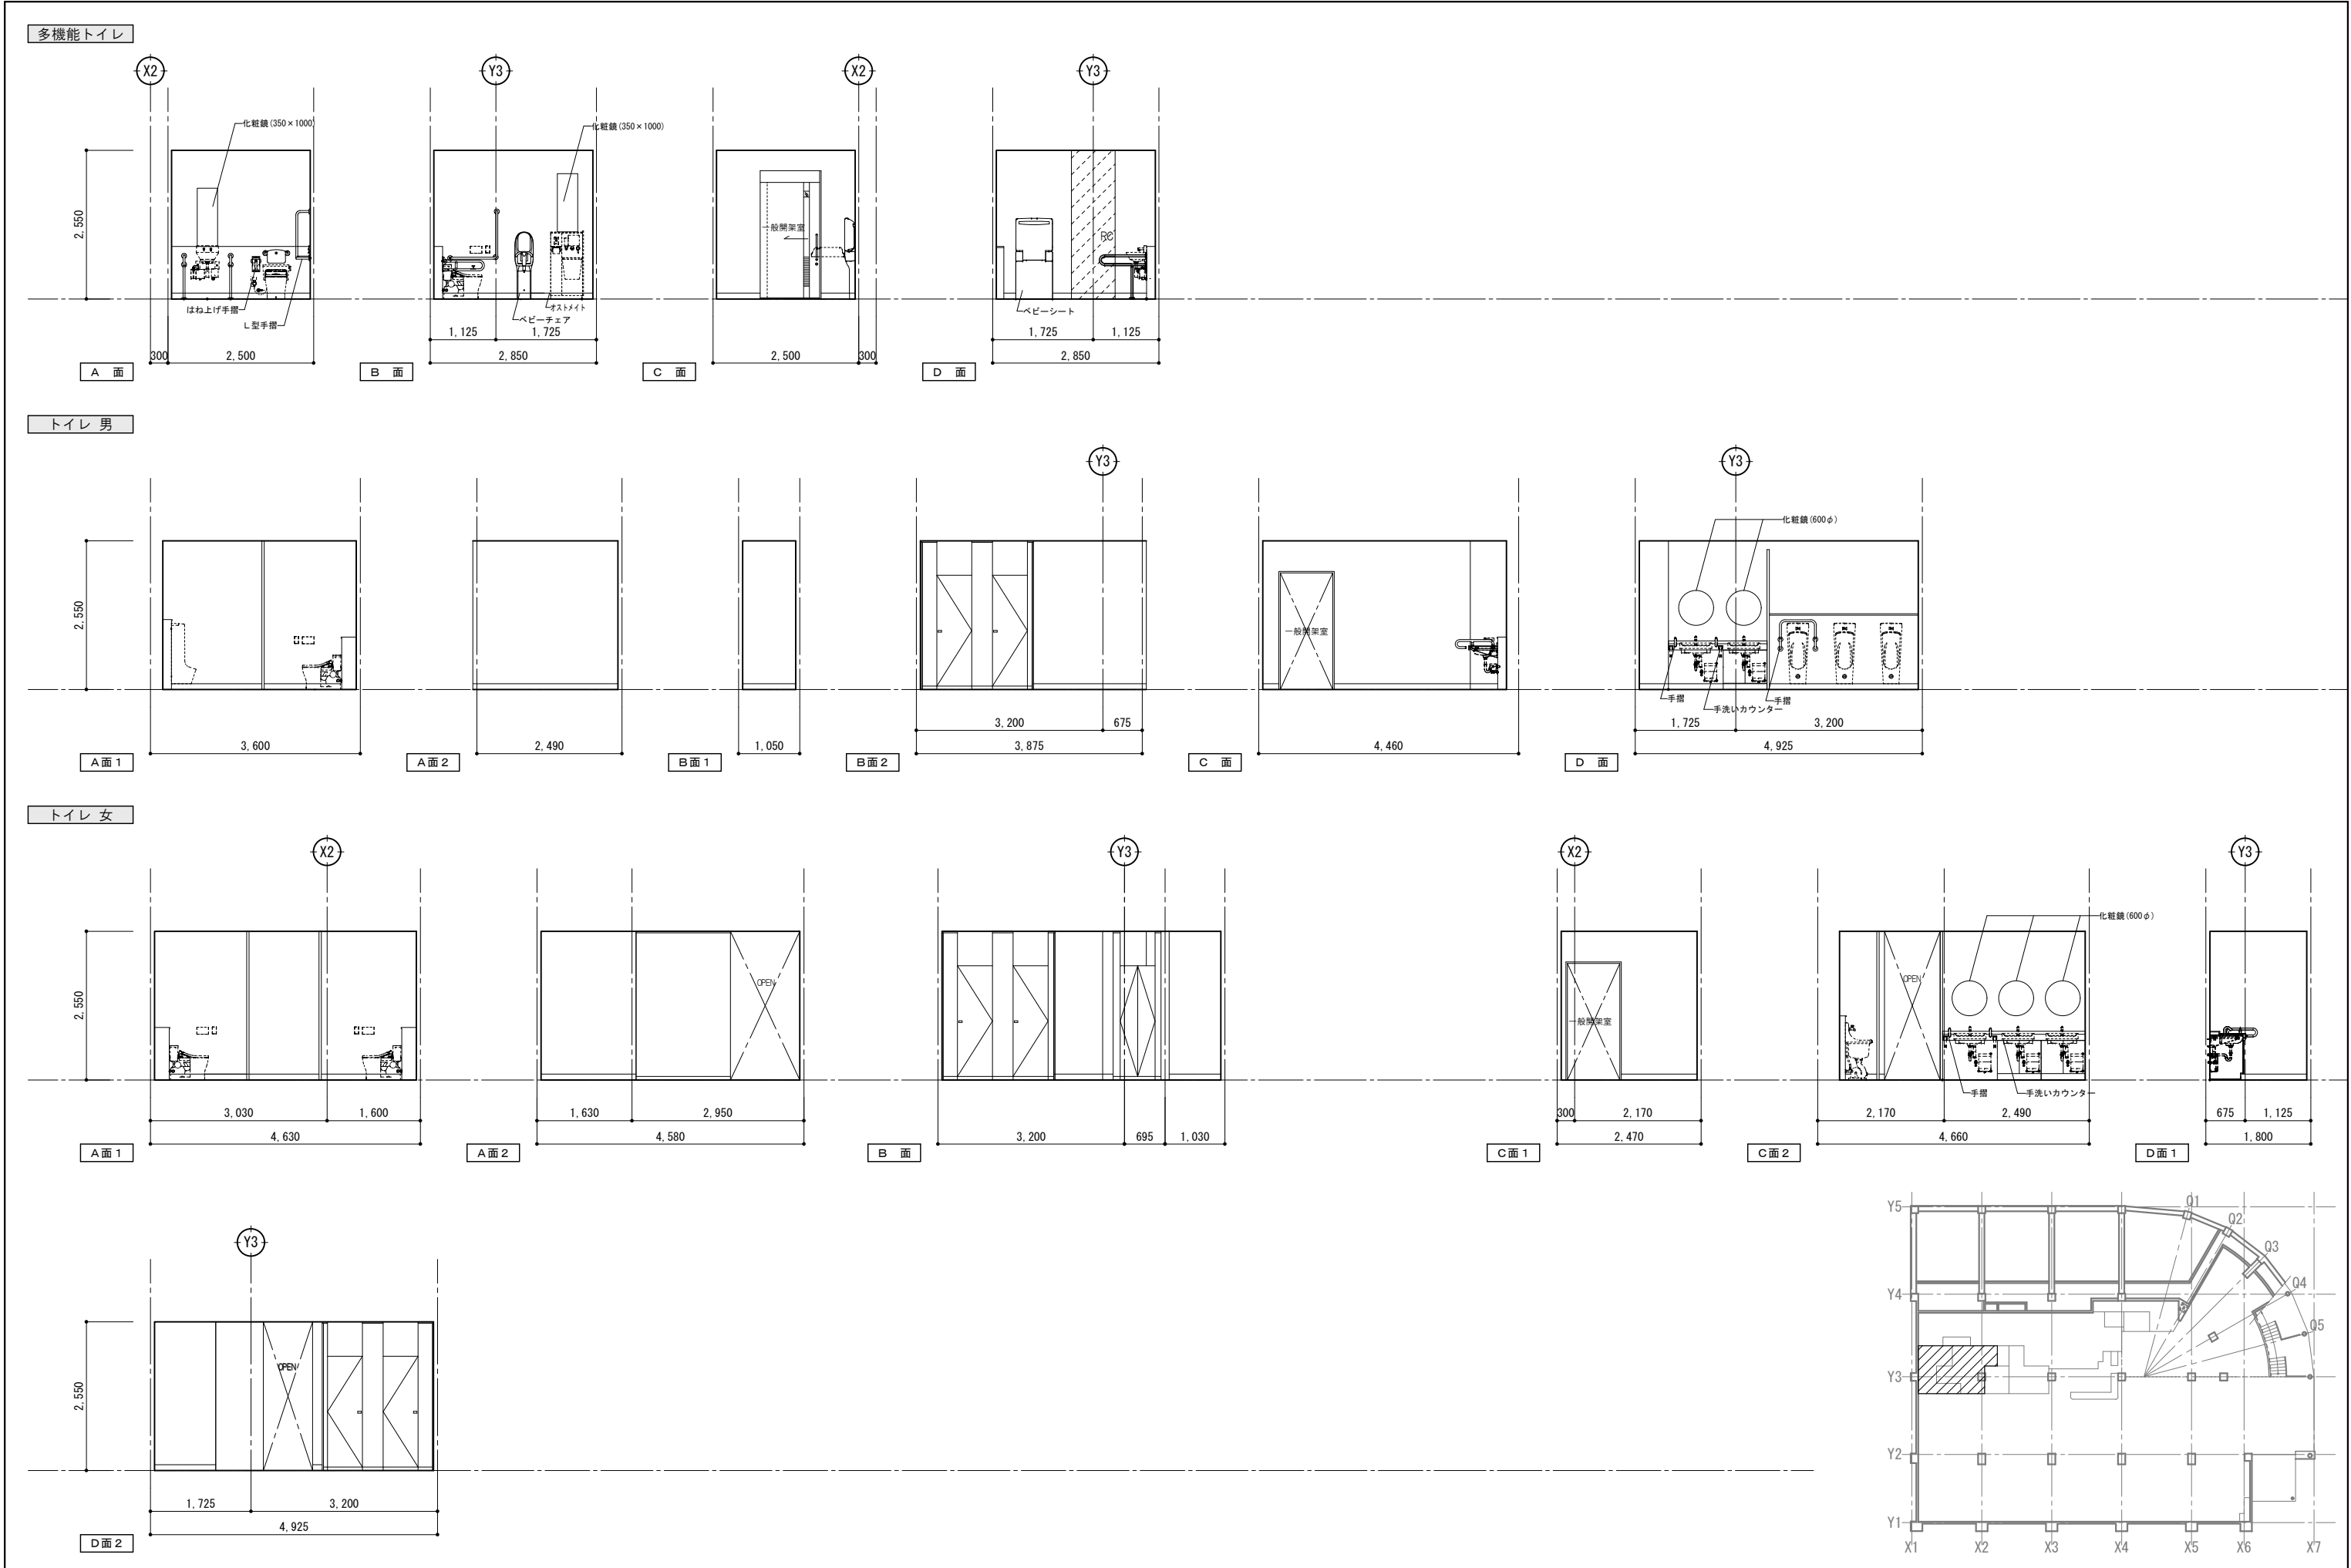 多機能トイレ
X2
Y3
X2
Y3
化粧鏡(350×1000)
化粧鏡(350×1000)
2,550
一般開架室
RC
はね上げ手摺
L型手摺
オストメイト
ベビーチェア
ベビーシート
1,125
1,725
1,725
1,125
300
2,500
2,850
2,500
300
2,850
A 面
B 面
C 面
D 面
トイレ 男
Y3
Y3
化粧鏡(600φ)
2,550
一般開架室
手摺
手洗いカウンター
手摺
3,200
675
1,725
3,200
3,600
2,490
1,050
3,875
4,460
4,925
A面1
A面2
B面1
B面2
C 面
D 面
トイレ 女
X2
Y3
X2
Y3
化粧鏡(600φ)
2,550
OPEN
一般開架室
OPEN
手摺
手洗いカウンター
3,030
1,600
1,630
2,950
3,200
695
1,030
300
2,170
2,170
2,490
675
1,125
4,630
4,580
2,470
4,660
1,800
A面1
A面2
B 面
C面1
C面2
D面1
Y3
2,550
OPEN
1,725
3,200
4,925
D面2
Y5
Q1
Q2
Q3
Y4
Q4
Q5
Y3
Y2
Y1
X1
X2
X3
X4
X5
X6
X7